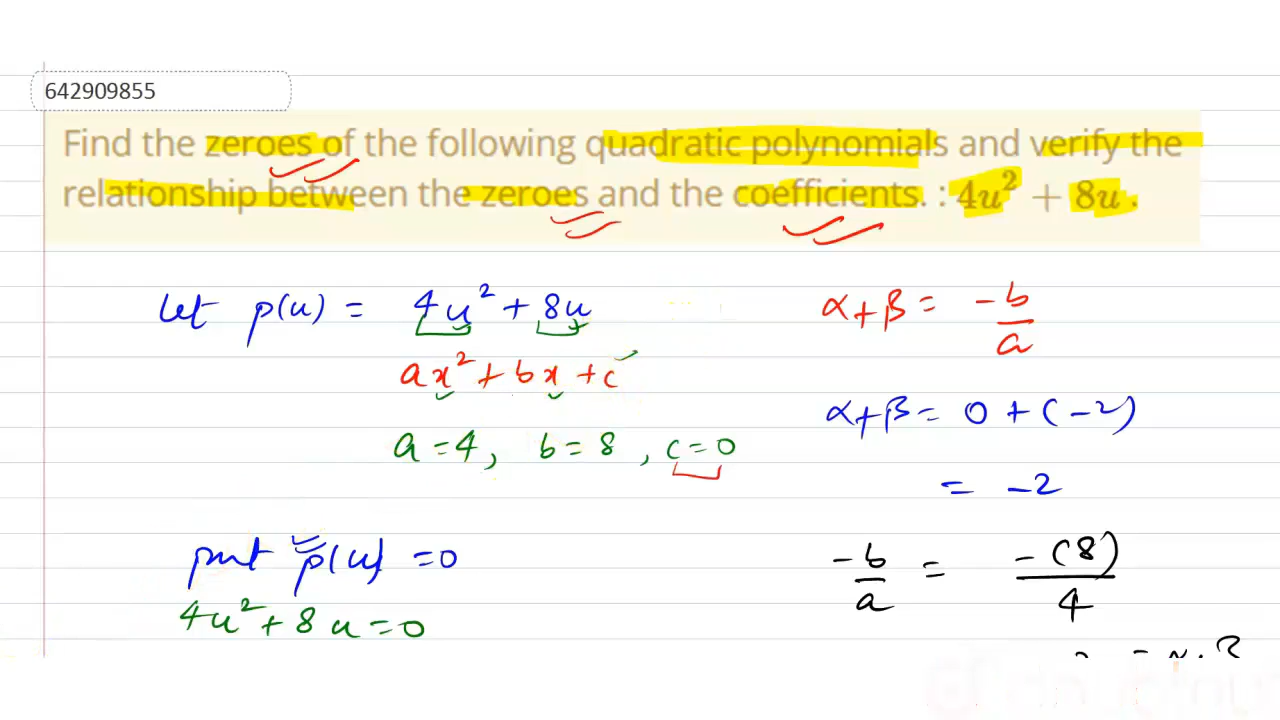 642909855
Find the zeroes of the following quadratic polynomials and verify the
relationship between the zeroes and the coefficients. : 4u² + 8u .
let p(u) = 4u² + 8u
ax² + bx + c
a = 4, b = 8, c = 0
put p(u) = 0
4u² + 8u = 0
α+β = -b/a
α+β = 0 + (-2)
= -2
-b/a = -(8)/4